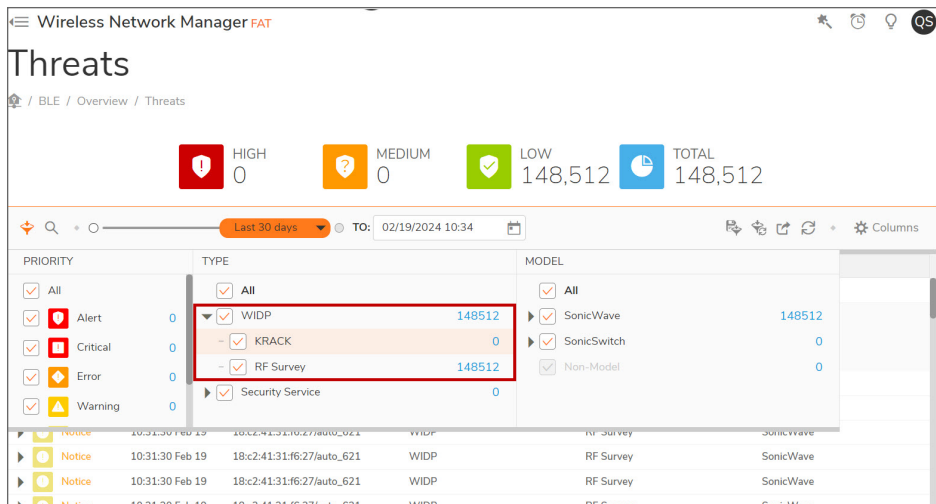 Wireless Network Manager FAT
QS
Threats
/ BLE / Overview / Threats
HIGH
0
MEDIUM
0
LOW
148,512
TOTAL
148,512
Last 30 days
TO:
02/19/2024 10:34
Columns
PRIORITY
All
Alert 0
Critical 0
Error 0
Warning 0
TYPE
All
WIDP 148512
KRACK 0
RF Survey 148512
Security Service 0
MODEL
All
SonicWave 148512
SonicSwitch 0
Non-Model 0
Notice 10:31:30 Feb 19 18:c2:41:31:f6:27/auto_621 WIDP RF Survey SonicWave
Notice 10:31:30 Feb 19 18:c2:41:31:f6:27/auto_621 WIDP RF Survey SonicWave
Notice 10:31:30 Feb 19 18:c2:41:31:f6:27/auto_621 WIDP RF Survey SonicWave